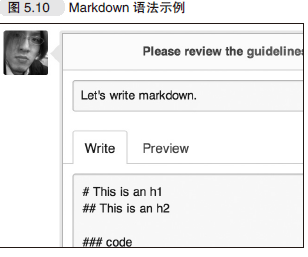 图 5.10 Markdown 语法示例
Please review the guidelines
Let's write markdown.
Write Preview
# This is an h1
## This is an h2
### code